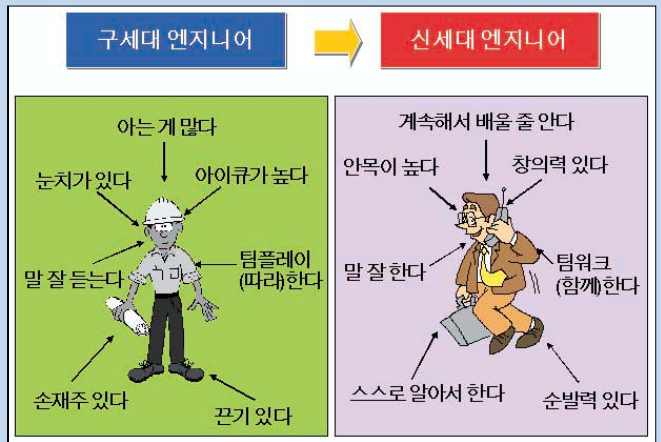 구세대 엔지니어
신세대 엔지니어
아는 게 많다
눈치가 있다
아이큐가 높다
말 잘 듣는다
팀플레이
(따라)한다
손재주 있다
끈기 있다
계속해서 배울 줄 안다
안목이 높다
창의력 있다
말 잘 한다
팀워크
(함께)한다
스스로 알아서 한다
순발력 있다